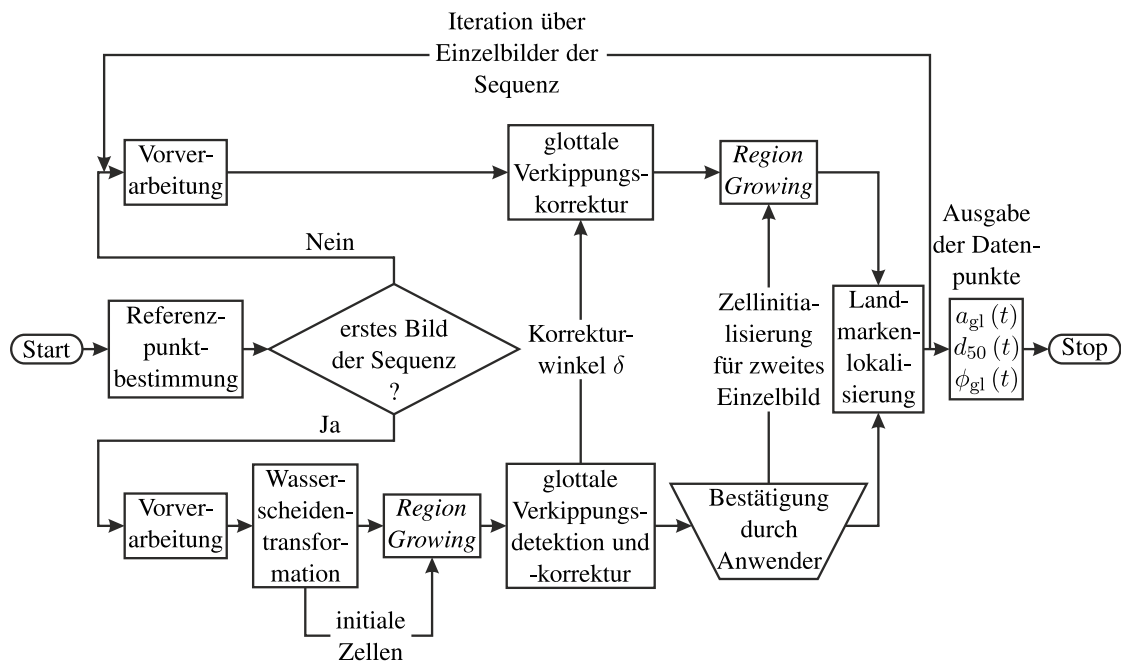 Iteration über
Einzelbilder der
Sequenz
Vorver-
arbeitung
glottale
Verkippungs-
korrektur
Region
Growing
Nein
Ausgabe
der Daten-
punkte
Start
Referenz-
punkt-
bestimmung
erstes Bild
der Sequenz
?
Korrektur-
winkel δ
Zellinitia-
lisierung
für zweites
Einzelbild
Land-
marken-
lokali-
sierung
a_gl (t)
d_50 (t)
ϕ_gl (t)
Stop
Ja
Vorver-
arbeitung
Wasser-
scheiden-
transfor-
mation
Region
Growing
glottale
Verkippungs-
detektion und
-korrektur
Bestätigung
durch
Anwender
initiale
Zellen